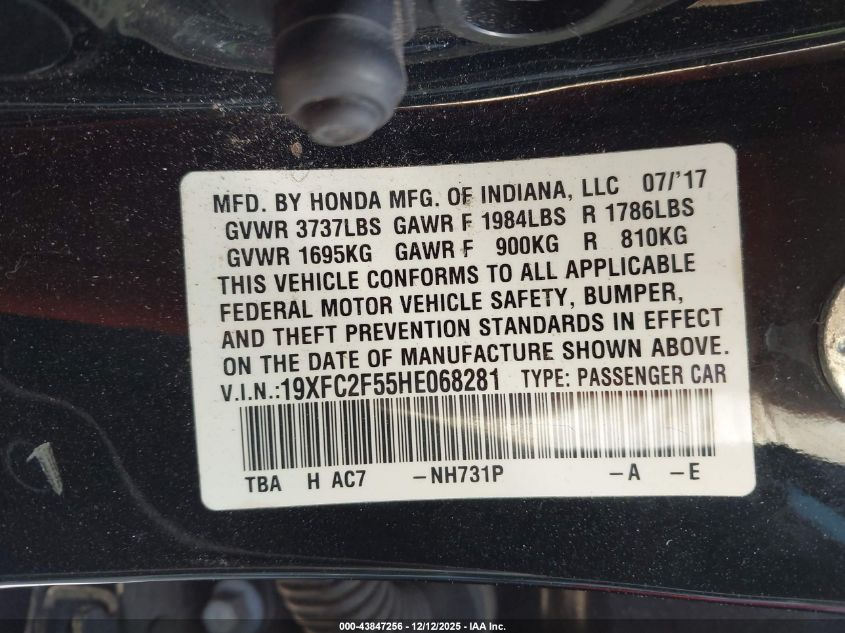 MFD. BY HONDA MFG. OF INDIANA, LLC 07/'17
GVWR 3737LBS GAWR F 1984LBS R 1786LBS
GVWR 1695KG GAWR F 900KG R 810KG
THIS VEHICLE CONFORMS TO ALL APPLICABLE
FEDERAL MOTOR VEHICLE SAFETY, BUMPER,
AND THEFT PREVENTION STANDARDS IN EFFECT
ON THE DATE OF MANUFACTURE SHOWN ABOVE.
V.I.N.:19XFC2F55HE068281 TYPE: PASSENGER CAR
TBA H AC7 -NH731P -A -E
000-43847256 - 12/12/2025 - IAA Inc.